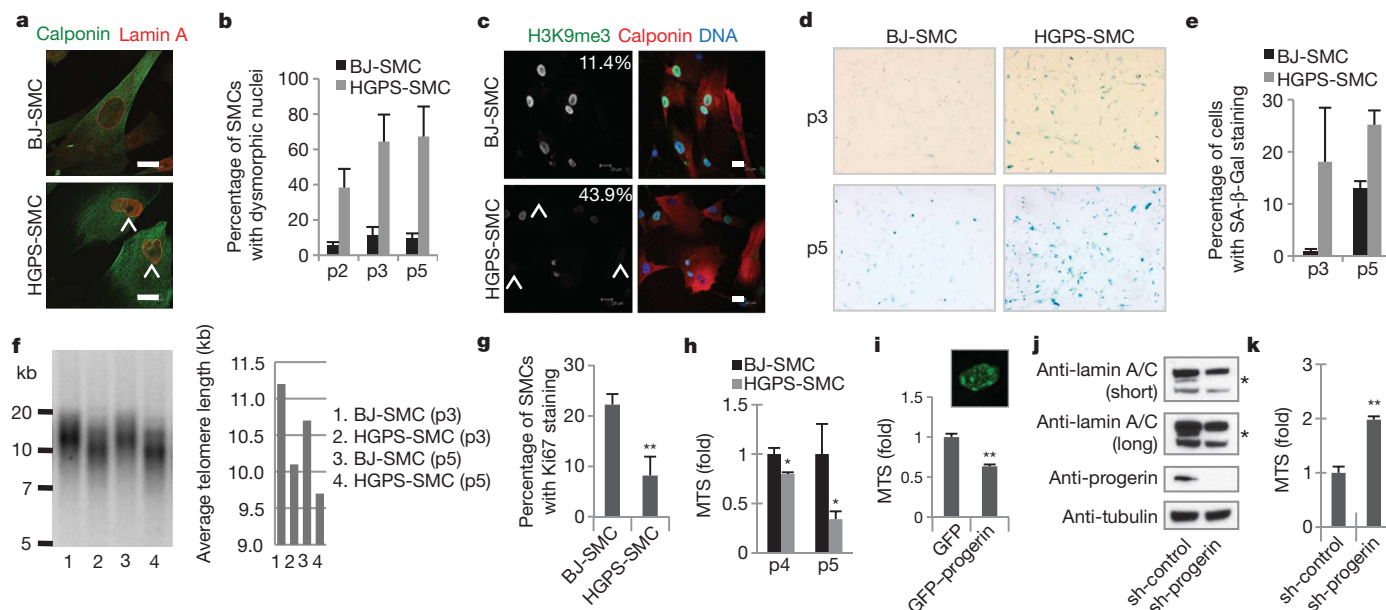 a
Calponin Lamin A
BJ-SMC
HGPS-SMC
b
BJ-SMC
HGPS-SMC
Percentage of SMCs
with dysmorphic nuclei
100
80
60
40
20
0
p2 p3 p5
c
H3K9me3 Calponin DNA
BJ-SMC
11.4%
HGPS-SMC
43.9%
d
BJ-SMC HGPS-SMC
p3
p5
e
BJ-SMC
HGPS-SMC
Percentage of cells
with SA-β-Gal staining
30
20
10
0
p3 p5
f
kb
20
10
7
5
1 2 3 4
Average telomere length (kb)
11.5
11.0
10.5
10.0
9.5
9.0
1 2 3 4
1. BJ-SMC (p3)
2. HGPS-SMC (p3)
3. BJ-SMC (p5)
4. HGPS-SMC (p5)
g
Percentage of SMCs
with Ki67 staining
30
20
10
0
**
BJ-SMC
HGPS-SMC
h
BJ-SMC
HGPS-SMC
MTS (fold)
1.5
1
0.5
0
*
*
p4 p5
i
MTS (fold)
1.5
1
0.5
0
**
GFP
GFP–progerin
j
Anti-lamin A/C
(short)
*
Anti-lamin A/C
(long)
*
Anti-progerin
Anti-tubulin
sh-control
sh-progerin
k
MTS (fold)
3
2
1
0
**
sh-control
sh-progerin